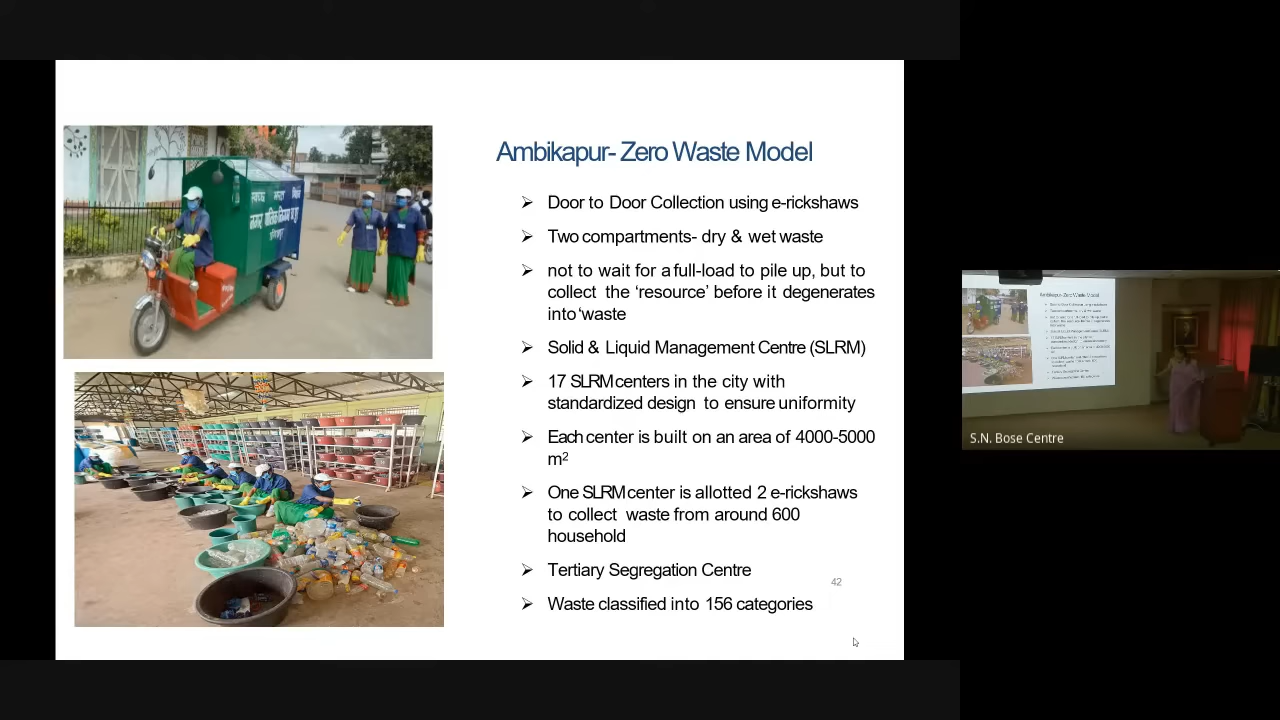 Ambikapur- Zero Waste Model
➢ Door to Door Collection using e-rickshaws
➢ Two compartments- dry & wet waste
➢ not to wait for a full-load to pile up, but to
collect the ‘resource’ before it degenerates
into ‘waste
➢ Solid & Liquid Management Centre (SLRM)
➢ 17 SLRM centers in the city with
standardized design to ensure uniformity
➢ Each center is built on an area of 4000-5000
m²
➢ One SLRM center is allotted 2 e-rickshaws
to collect waste from around 600
household
➢ Tertiary Segregation Centre
42
➢ Waste classified into 156 categories
Ambikapur- Zero Waste Model
S.N. Bose Centre